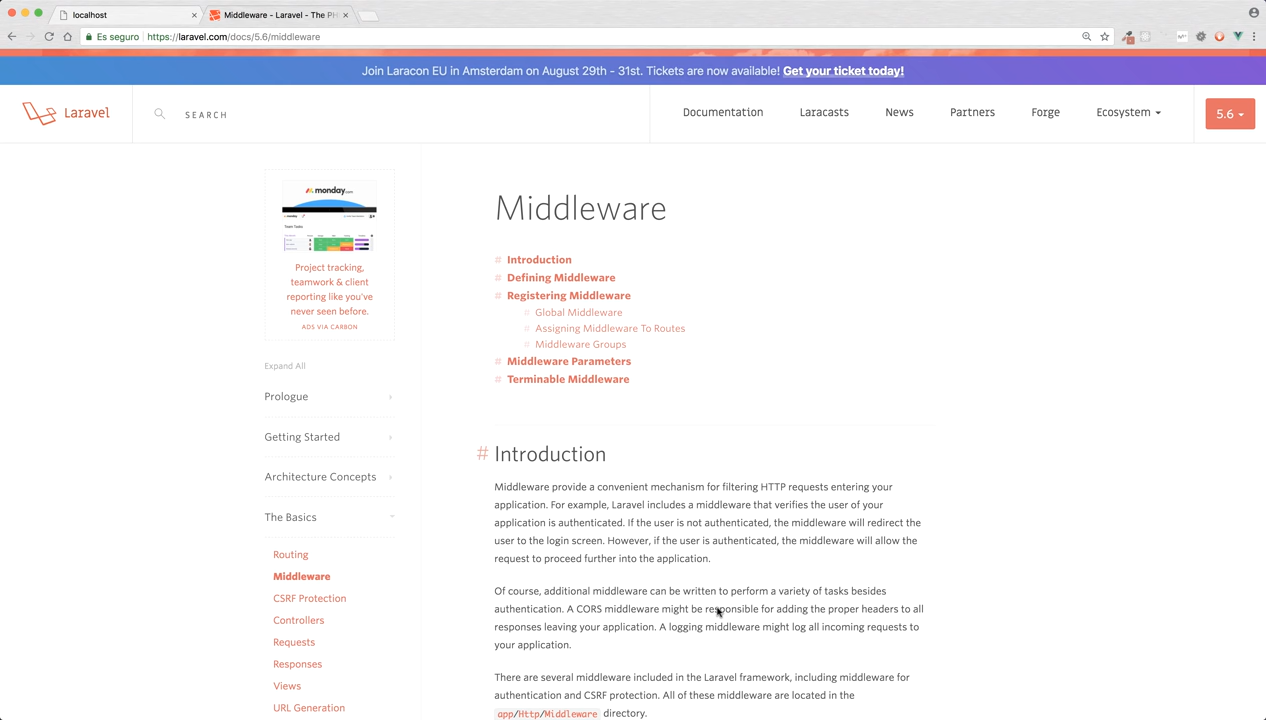 localhost
Middleware - Laravel - The PH
Es seguro
https://laravel.com/docs/5.6/middleware
Join Laracon EU in Amsterdam on August 29th - 31st. Tickets are now available! Get your ticket today!
Laravel
SEARCH
Documentation
Laracasts
News
Partners
Forge
Ecosystem
5.6
monday.com
Team Tasks
Project tracking,
teamwork & client
reporting like you've
never seen before.
ADS VIA CARBON
Expand All
Prologue
Getting Started
Architecture Concepts
The Basics
Routing
Middleware
CSRF Protection
Controllers
Requests
Responses
Views
URL Generation
Middleware
# Introduction
# Defining Middleware
# Registering Middleware
# Global Middleware
# Assigning Middleware To Routes
# Middleware Groups
# Middleware Parameters
# Terminable Middleware
# Introduction
Middleware provide a convenient mechanism for filtering HTTP requests entering your
application. For example, Laravel includes a middleware that verifies the user of your
application is authenticated. If the user is not authenticated, the middleware will redirect the
user to the login screen. However, if the user is authenticated, the middleware will allow the
request to proceed further into the application.
Of course, additional middleware can be written to perform a variety of tasks besides
authentication. A CORS middleware might be responsible for adding the proper headers to all
responses leaving your application. A logging middleware might log all incoming requests to
your application.
There are several middleware included in the Laravel framework, including middleware for
authentication and CSRF protection. All of these middleware are located in the
app/Http/Middleware directory.